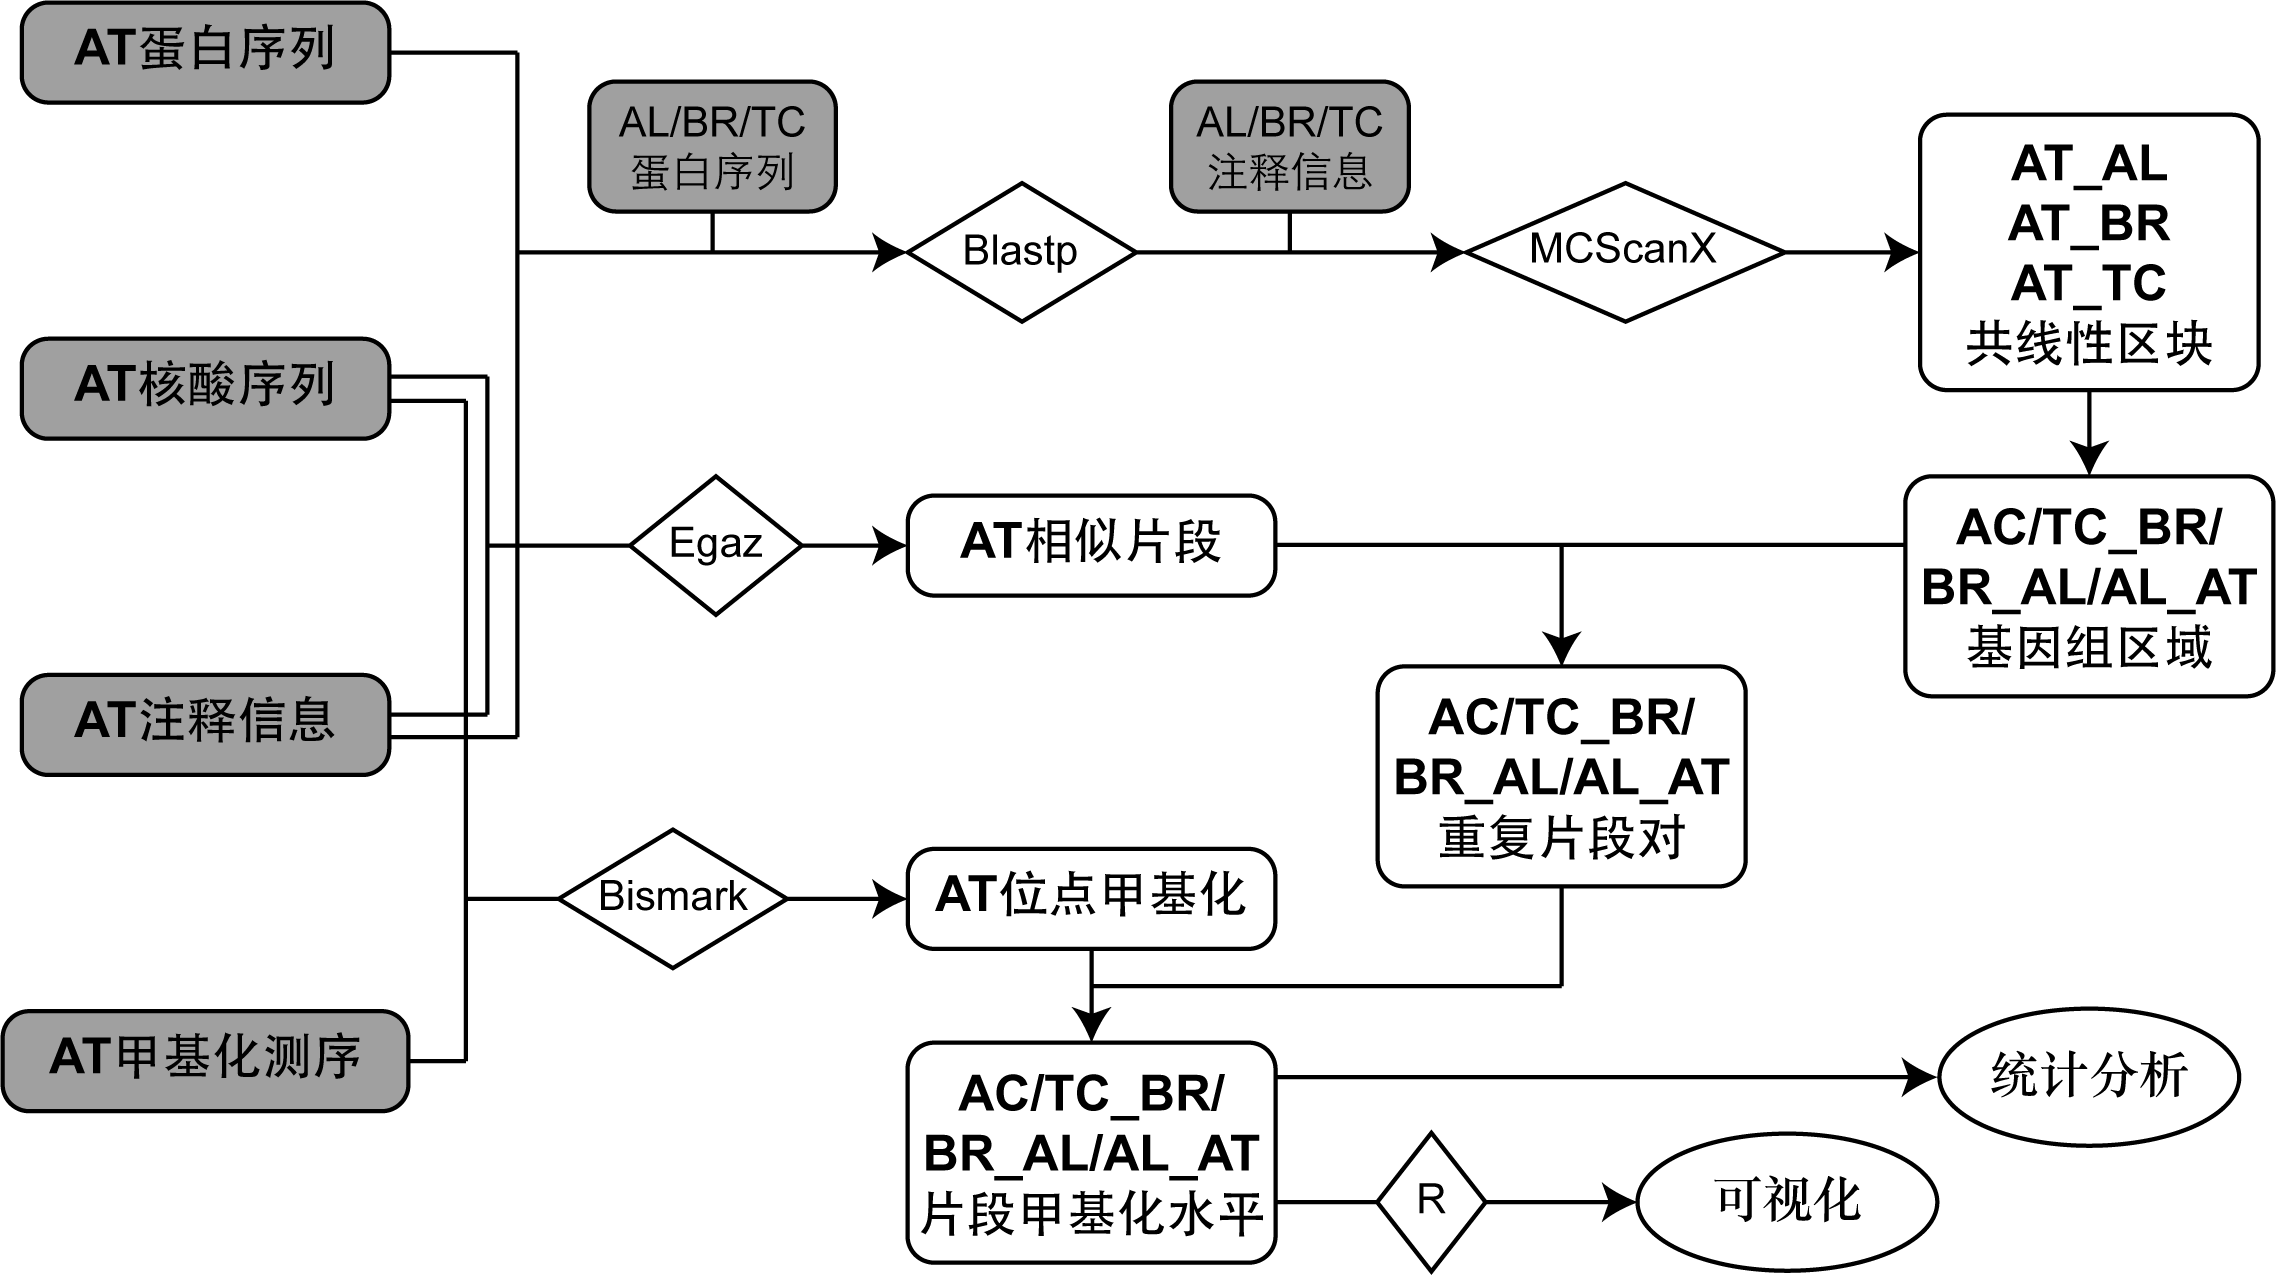 AT蛋白序列
AL/BR/TC
蛋白序列
AL/BR/TC
注释信息
Blastp
MCScanX
AT_AL
AT_BR
AT_TC
共线性区块
AT核酸序列
Egaz
AT相似片段
AC/TC_BR/
BR_AL/AL_AT
基因组区域
AT注释信息
AC/TC_BR/
BR_AL/AL_AT
重复片段对
Bismark
AT位点甲基化
AT甲基化测序
AC/TC_BR/
BR_AL/AL_AT
片段甲基化水平
统计分析
R
可视化